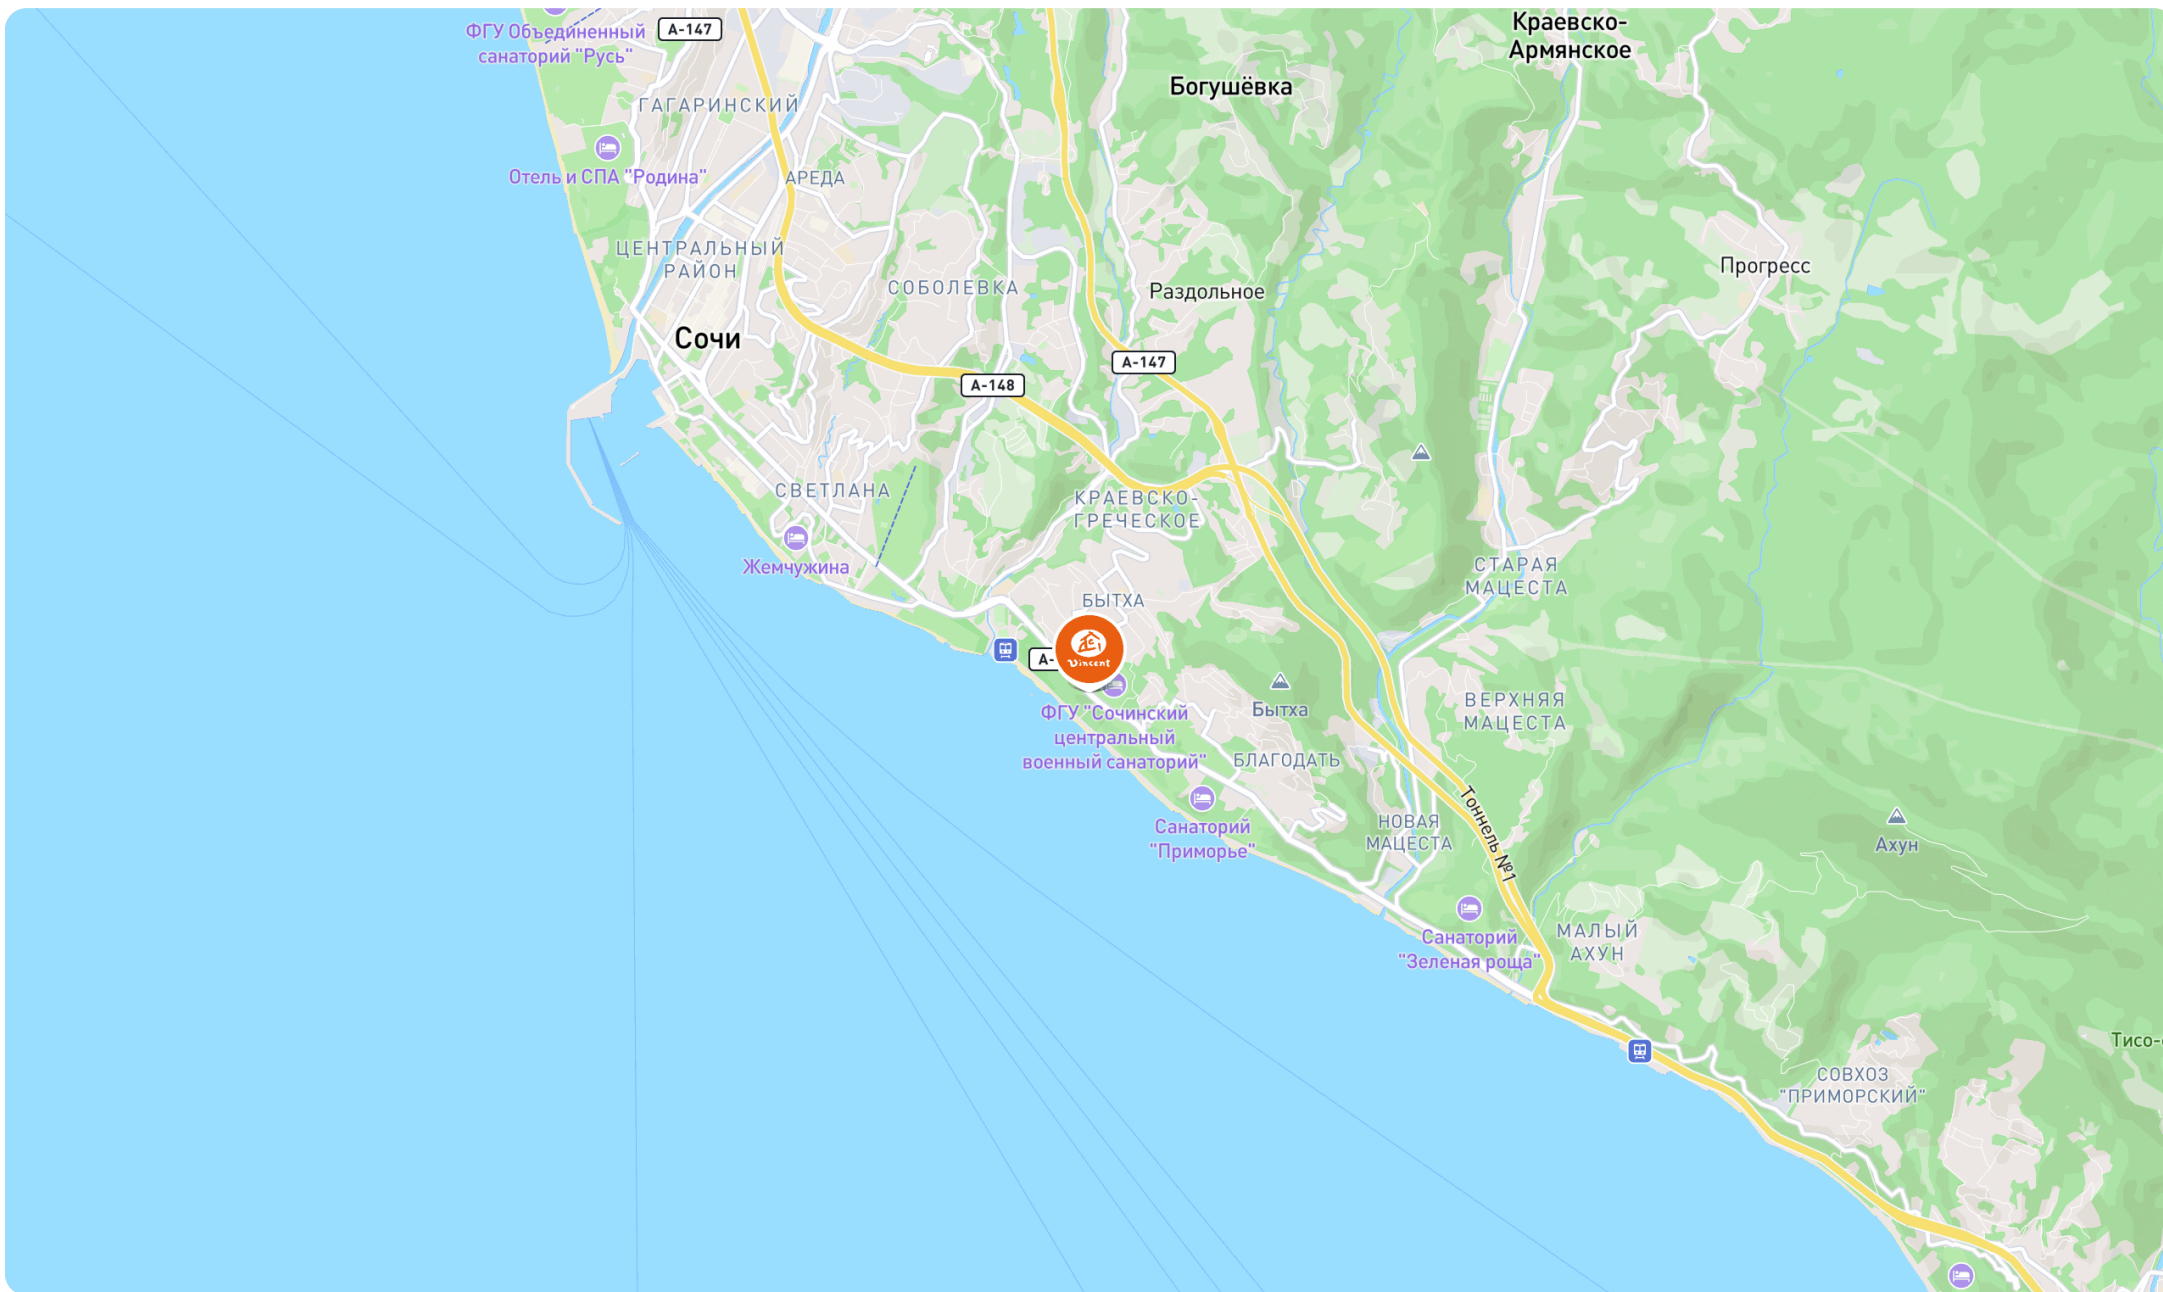 ФГУ Объединенный
санаторий "Русь"
А-147
Краевско-
Армянское
Богушёвка
ГАГАРИНСКИЙ
Отель и СПА "Родина"
АРЕДА
ЦЕНТРАЛЬНЫЙ
РАЙОН
СОБОЛЕВКА
Раздольное
Прогресс
Сочи
А-147
А-148
СВЕТЛАНА
КРАЕВСКО-
ГРЕЧЕСКОЕ
Жемчужина
СТАРАЯ
МАЦЕСТА
БЫТХА
А-
Vincent
ФГУ "Сочинский
центральный
военный санаторий"
Бытха
ВЕРХНЯЯ
МАЦЕСТА
БЛАГОДАТЬ
Санаторий
"Приморье"
НОВАЯ
МАЦЕСТА
Тоннель №1
Ахун
Санаторий
"Зеленая роща"
МАЛЫЙ
АХУН
Тисо-
СОВХОЗ
"ПРИМОРСКИЙ"